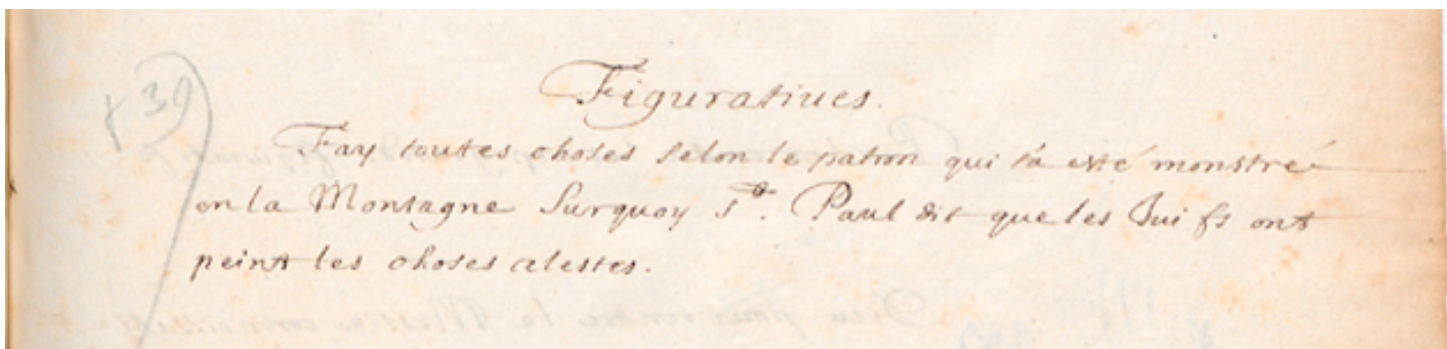 + 39
Figuratiues.
Fay toutes choses selon le patron qui t'a esté monstré
en la Montagne surquoy St. Paul dit que les Juifs ont
peint les choses celestes.